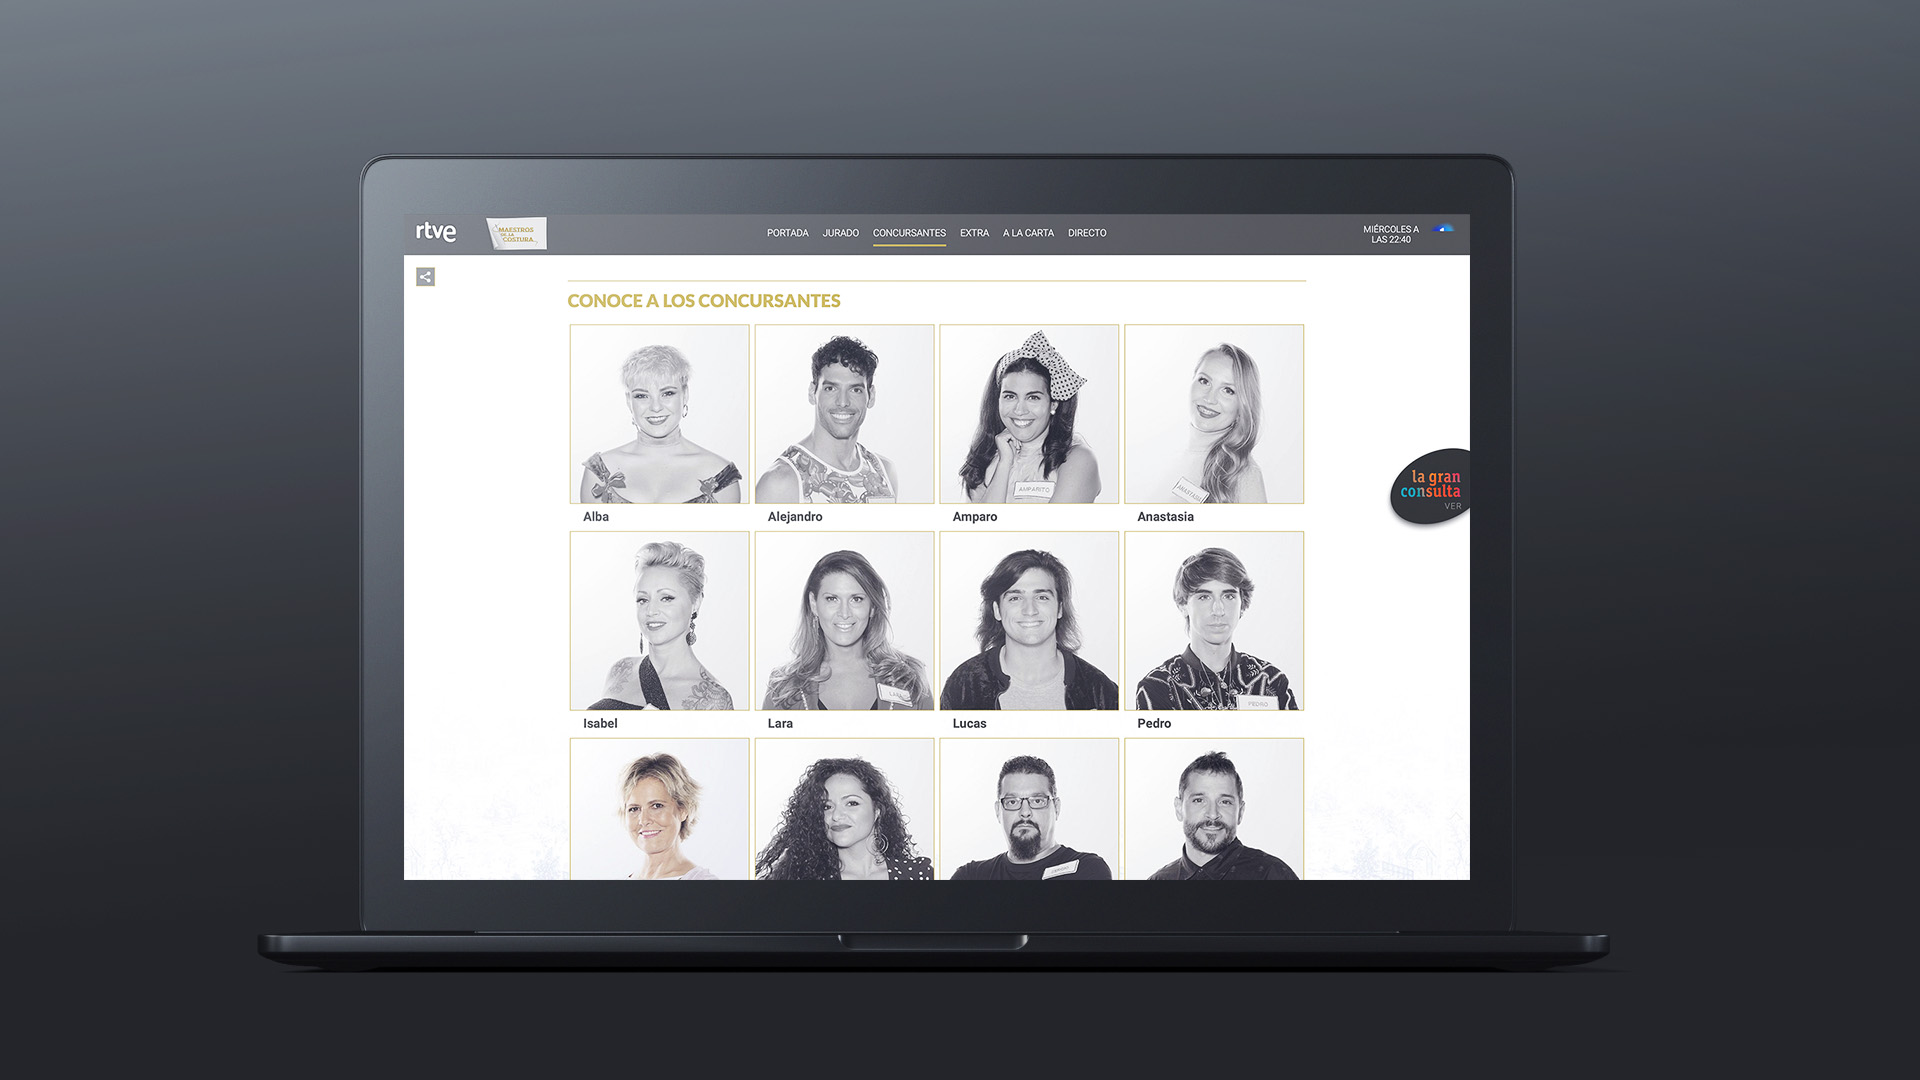 rtve
MAESTROS
DE LA
COSTURA
PORTADA JURADO CONCURSANTES EXTRA A LA CARTA DIRECTO
MIÉRCOLES A
LAS 22:40
CONOCE A LOS CONCURSANTES
AMPARITO
ANASTASIA
Alba Alejandro Amparo Anastasia
la gran
consulta
VER
LARA
PEDRO
Isabel Lara Lucas Pedro